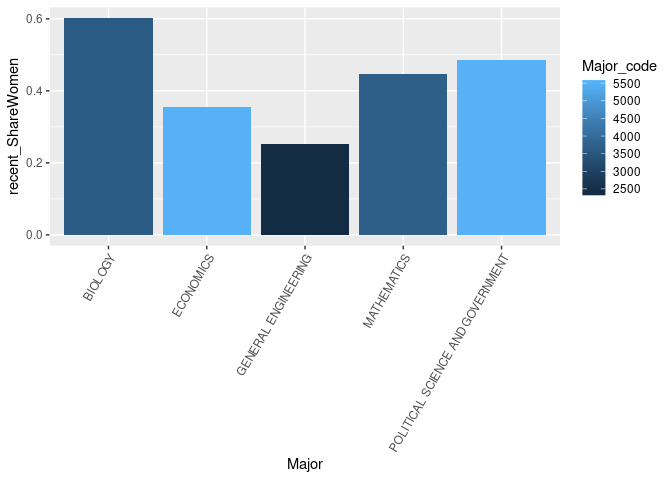 recent_ShareWomen
0.6
0.4
0.2
0.0
BIOLOGY
ECONOMICS
GENERAL ENGINEERING
MATHEMATICS
POLITICAL SCIENCE AND GOVERNMENT
Major
Major_code
5500
5000
4500
4000
3500
3000
2500